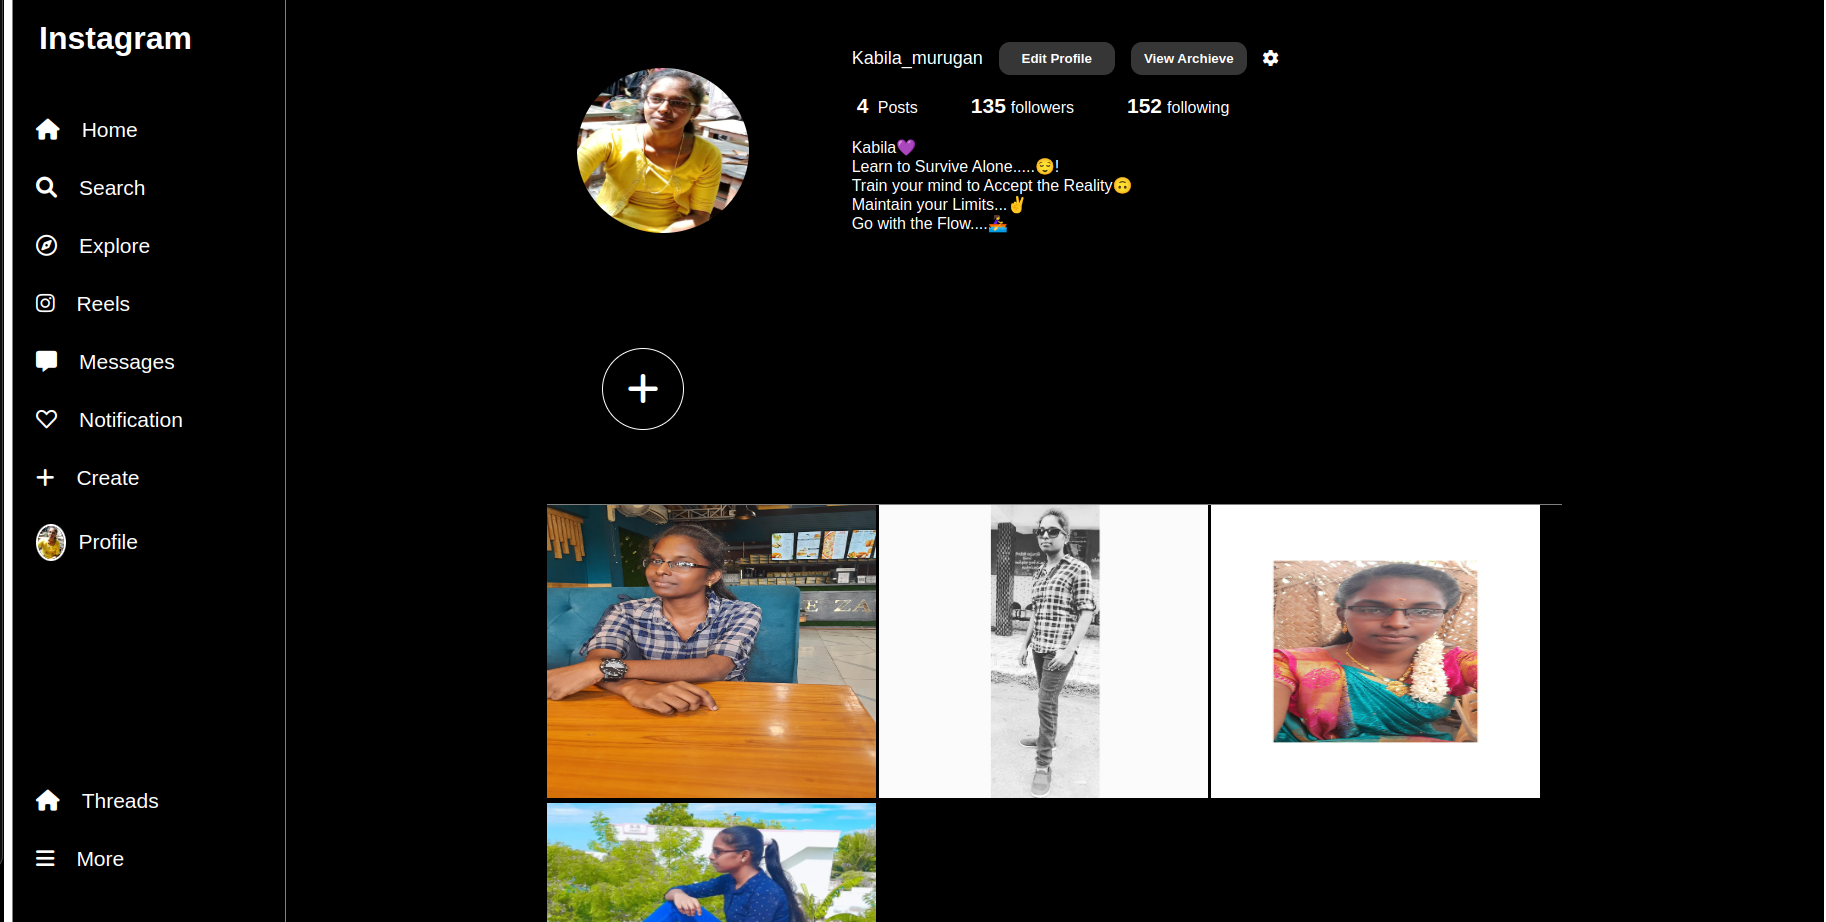 Instagram
Home
Search
Explore
Reels
Messages
Notification
Create
Profile
Threads
More
Kabila_murugan Edit Profile View Archieve
4 Posts 135 followers 152 following
Kabila💜
Learn to Survive Alone.....😌!
Train your mind to Accept the Reality🙃
Maintain your Limits...✌
Go with the Flow....🚣‍♀️
E ZA